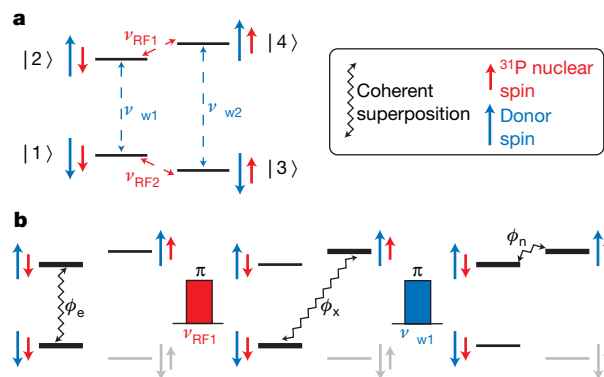 a
|2⟩
ν RF1
|4⟩
ν w1
ν w2
|1⟩
ν RF2
|3⟩
Coherent
superposition
31P nuclear
spin
Donor
spin
b
ϕe
π
νRF1
ϕx
π
ν w1
ϕn